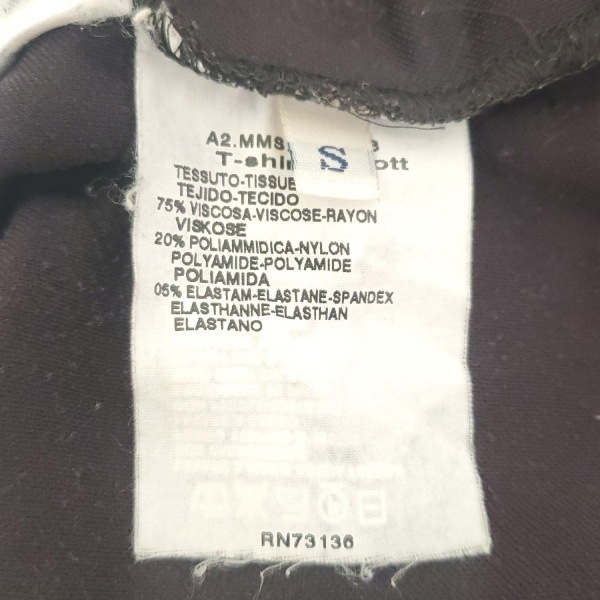 A2.MMS
S
T-shi ott
TESSUTO-TISSUE
TEJIDO-TECIDO
75% VISCOSA-VISCOSE-RAYON
VISKOSE
20% POLIAMMIDICA-NYLON
POLYAMIDE-POLYAMIDE
POLIAMIDA
05% ELASTAM-ELASTANE-SPANDEX
ELASTHANNE-ELASTHAN
ELASTANO
RN73136